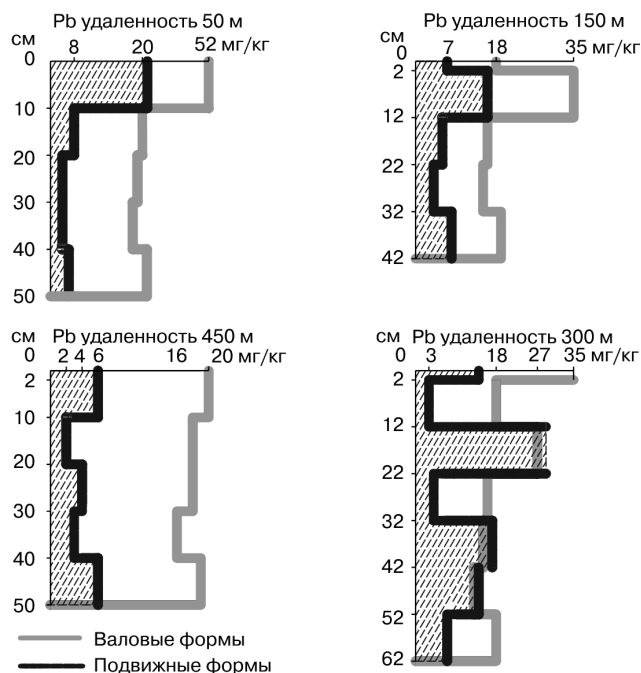 Pb удаленность 50 м
см 8 20 52 мг/кг
0
10
20
30
40
50
Pb удаленность 150 м
см
0 7 18 35 мг/кг
2
12
22
32
42
Pb удаленность 450 м
см
0 2 4 6 16 20 мг/кг
2
10
20
30
40
50
см Pb удаленность 300 м
0 3 18 27 35 мг/кг
2
12
22
32
42
52
62
Валовые формы
Подвижные формы